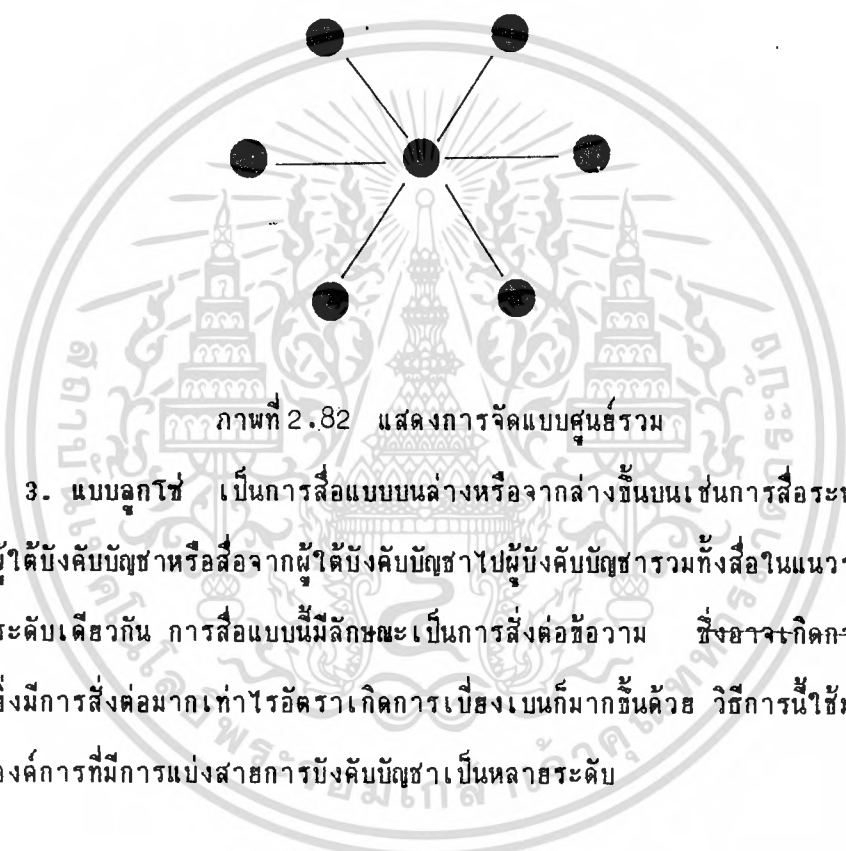 ภาพที่ 2.82 แสดงการจัดแบบศูนย์รวม
3. แบบลูกโซ่ เป็นการสื่อแบบบนล่างหรือจากล่างขึ้นบนเช่นการสื่อระห
ผู้ใต้บังคับบัญชาหรือสื่อจากผู้ใต้บังคับบัญชาไปผู้บังคับบัญชารวมทั้งสื่อในแนวร
ระดับเดียวกัน การสื่อแบบนี้มีลักษณะเป็นการสั่งต่อข้อวาม ซึ่งอาจเกิดกา
ยิ่งมีการสั่งต่อมากเท่าไรอัตราเกิดการเบี่ยงเบนก็มากขึ้นด้วย วิธีการนี้ใช้ม
องค์การที่มีการแบ่งสายการบังคับบัญชาเป็นหลายระดับ